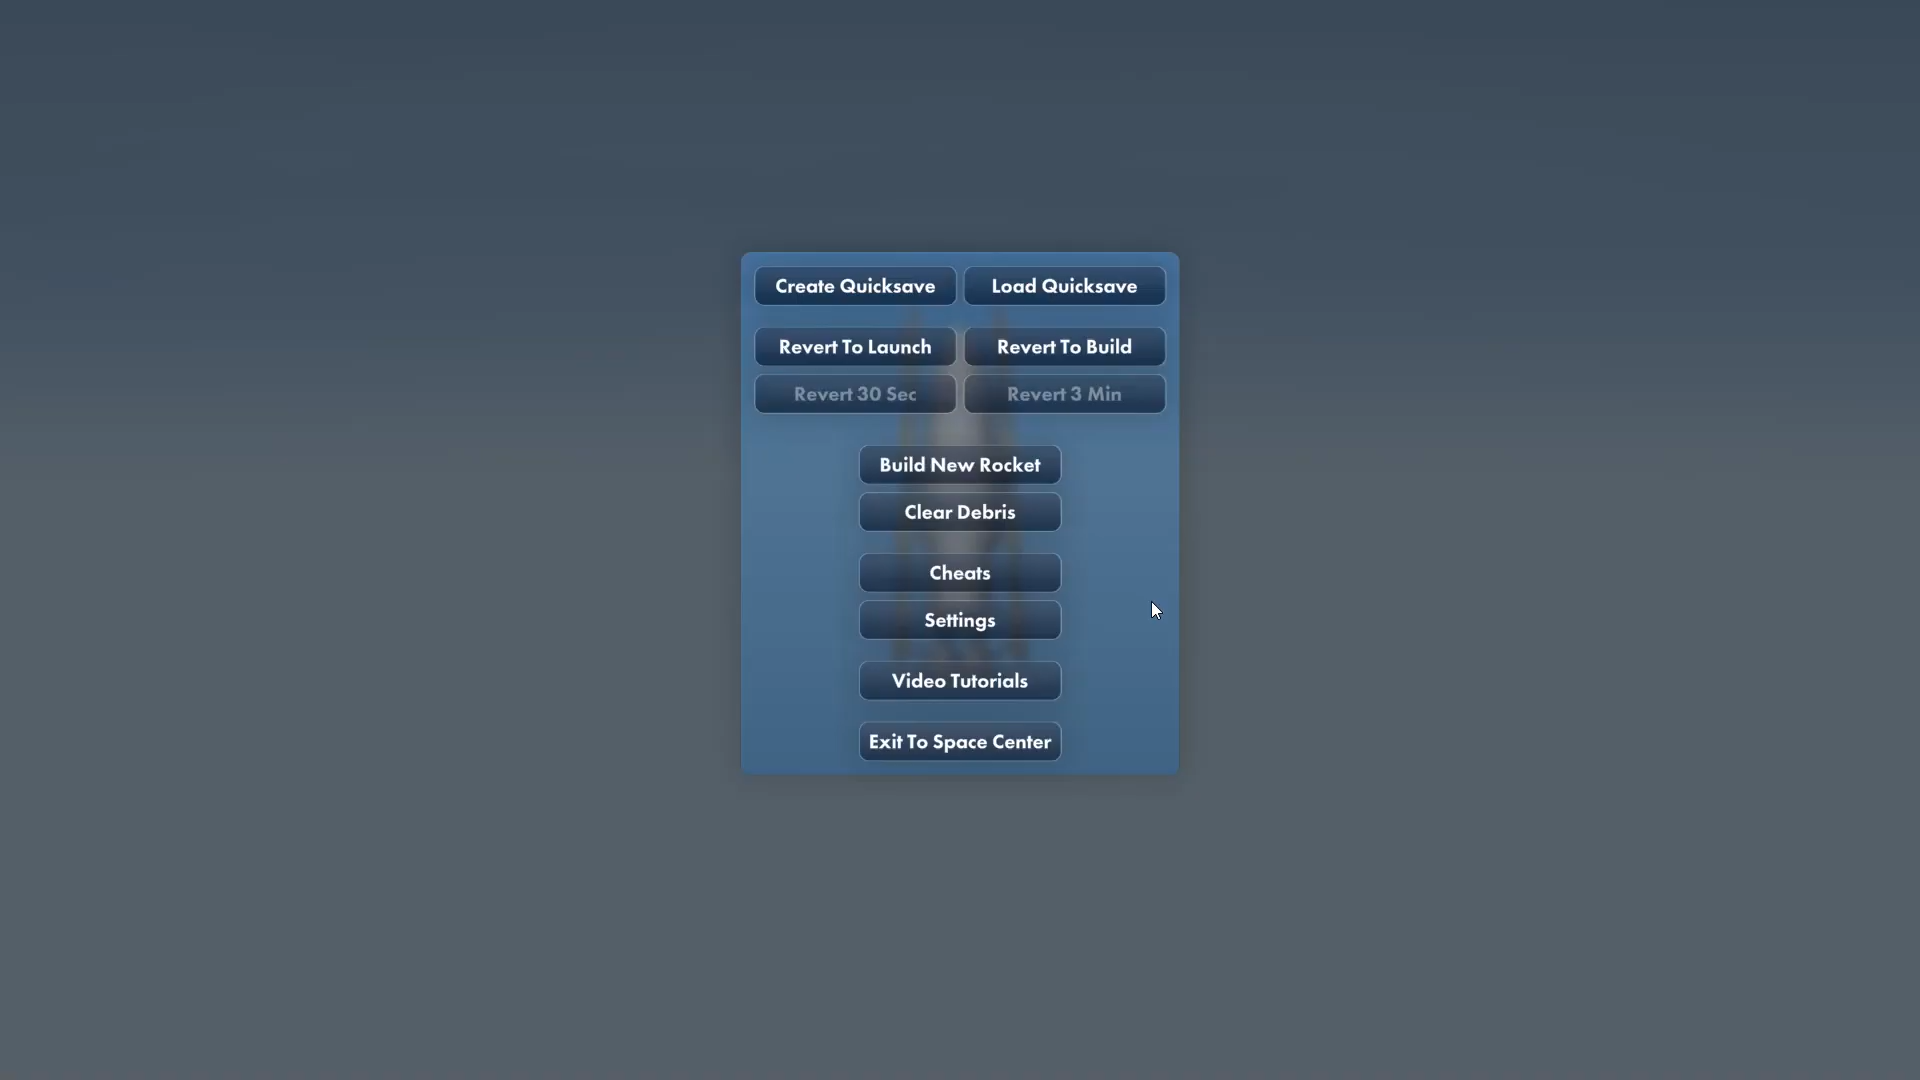 Create Quicksave Load Quicksave
Revert To Launch Revert To Build
Revert 30 Sec Revert 3 Min
Build New Rocket
Clear Debris
Cheats
Settings
Video Tutorials
Exit To Space Center